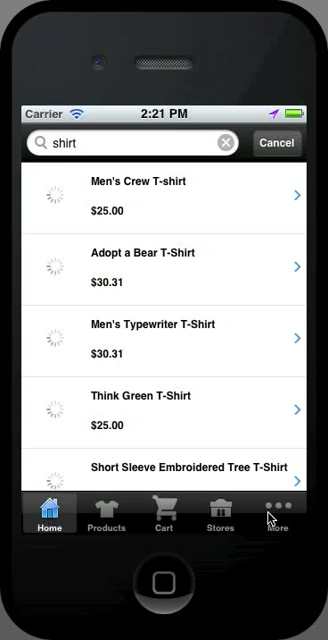 Carrier 2:21 PM
shirt Cancel
Men's Crew T-shirt
$25.00
Adopt a Bear T-Shirt
$30.31
Men's Typewriter T-Shirt
$30.31
Think Green T-Shirt
$25.00
Short Sleeve Embroidered Tree T-Shirt
Home Products Cart Stores More